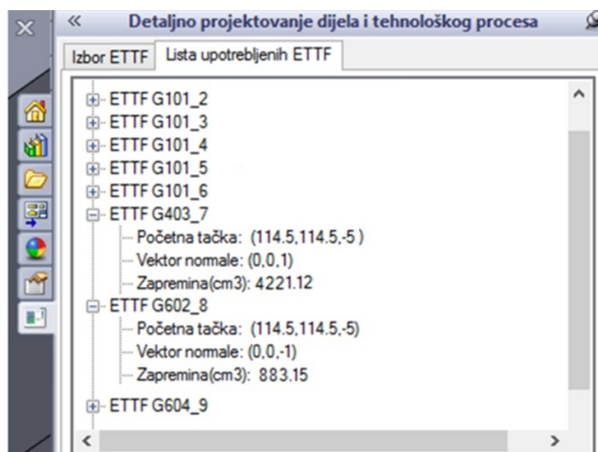 Detaljno projektovanje dijela i tehnološkog procesa
Izbor ETTF Lista upotrebljenih ETTF
ETTF G101_2
ETTF G101_3
ETTF G101_4
ETTF G101_5
ETTF G101_6
ETTF G403_7
Početna tačka: (114.5,114.5,-5 )
Vektor normale: (0,0,1)
Zapremina(cm3): 4221.12
ETTF G602_8
Početna tačka: (114.5,114.5,-5)
Vektor normale: (0,0,-1)
Zapremina(cm3): 883.15
ETTF G604_9